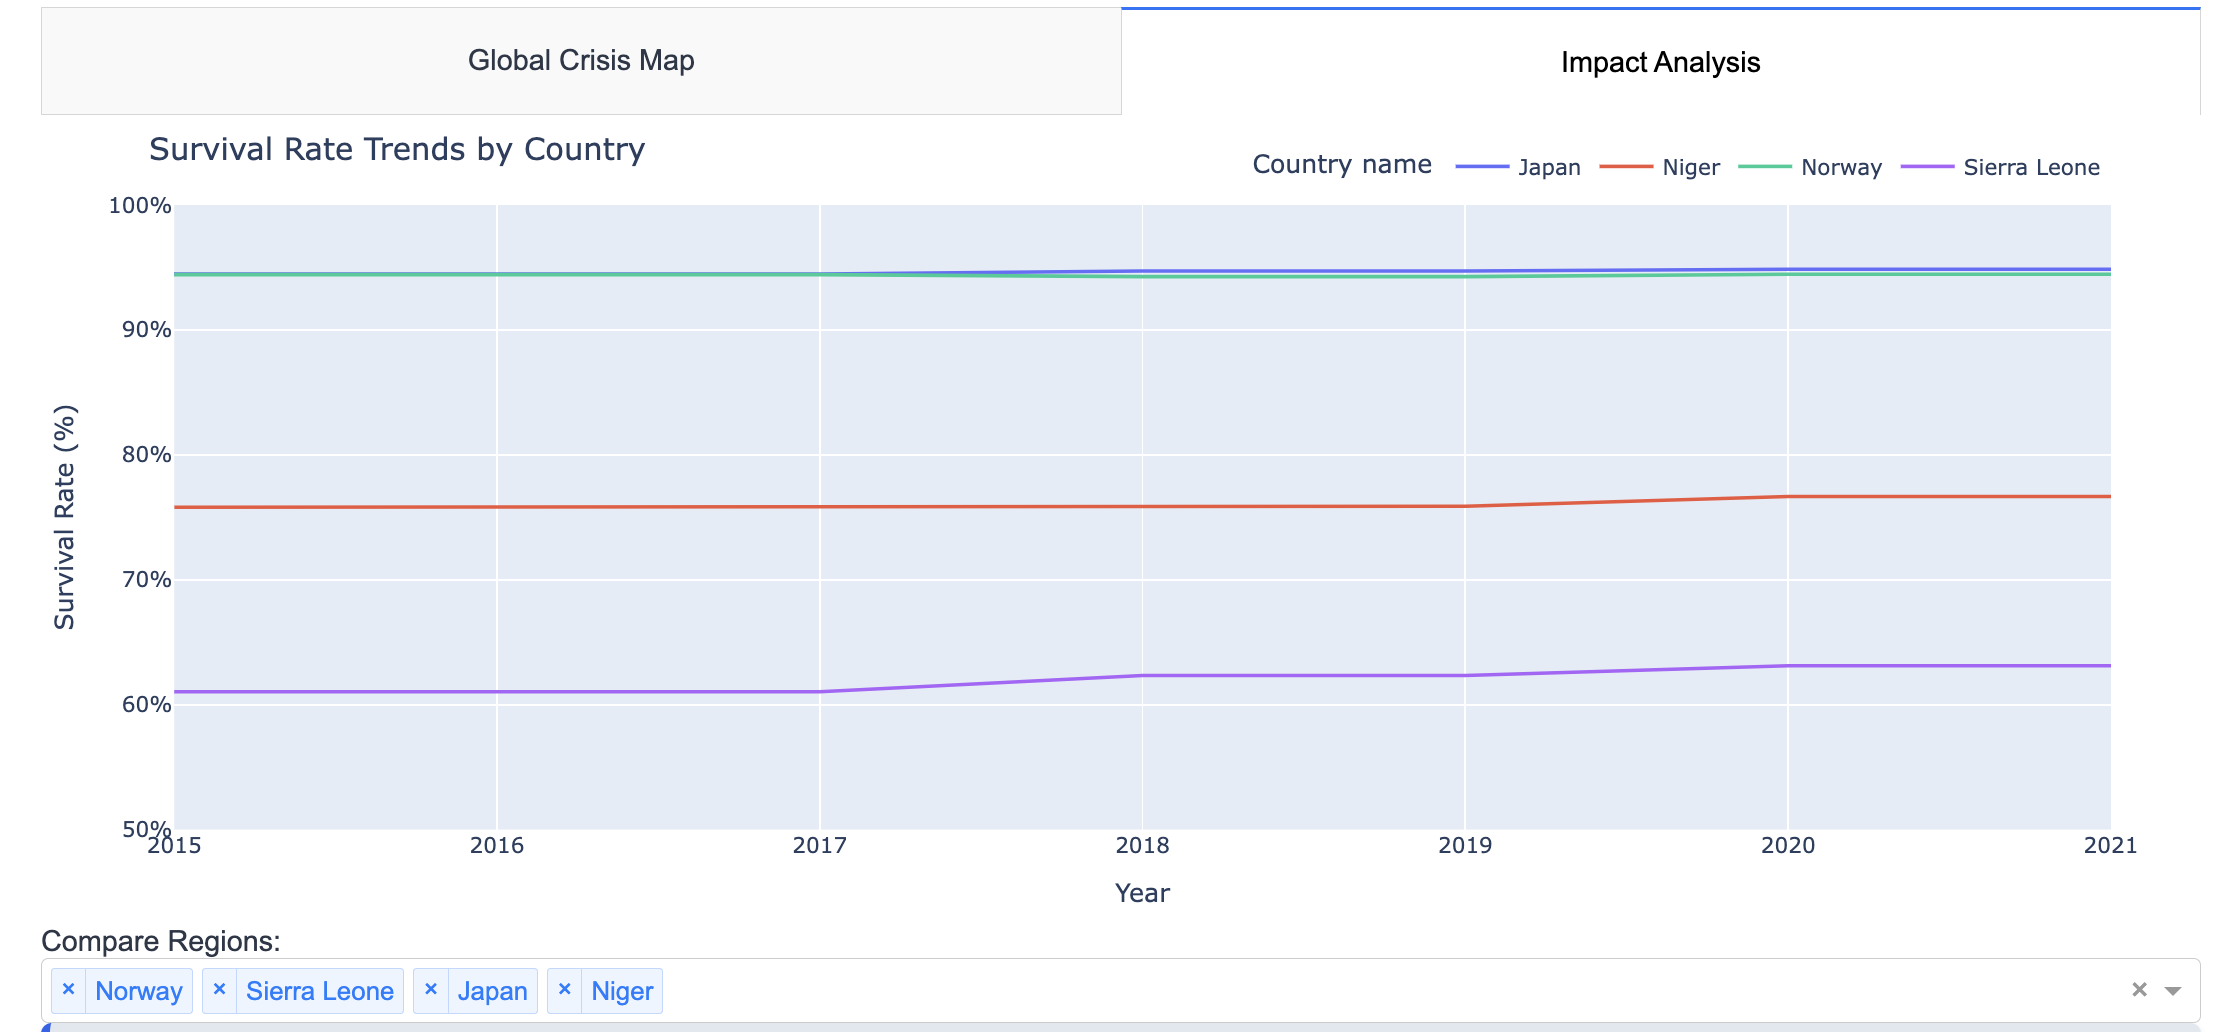 Global Crisis Map
Impact Analysis
Survival Rate Trends by Country
Country name Japan Niger Norway Sierra Leone
100%
90%
80%
70%
60%
50%
Survival Rate (%)
2015 2016 2017 2018 2019 2020 2021
Year
Compare Regions:
× Norway × Sierra Leone × Japan × Niger ×